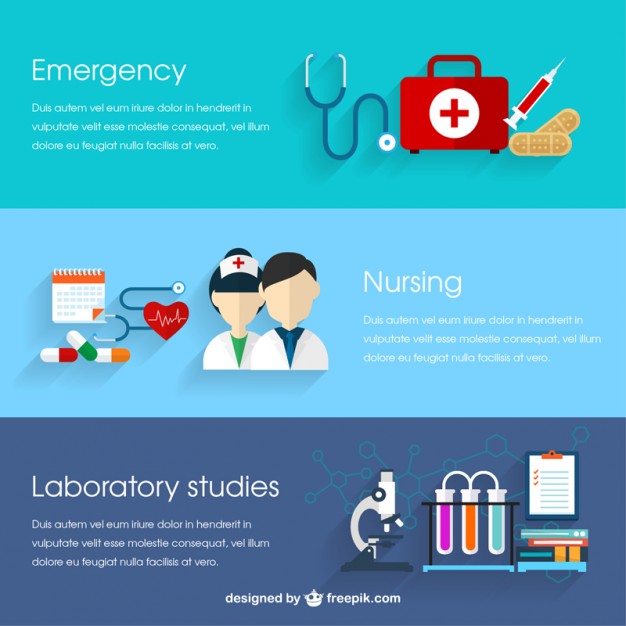 Emergency
Duis autem vel eum iriure dolor in hendrerit in
vulputate velit esse molestie consequat, vel illum
dolore eu feugiat nulla facilisis at vero.
Nursing
Duis autem vel eum iriure dolor in hendrerit in
vulputate velit esse molestie consequat, vel illum
dolore eu feugiat nulla facilisis at vero.
Laboratory studies
Duis autem vel eum iriure dolor in hendrerit in
vulputate velit esse molestie consequat, vel illum
dolore eu feugiat nulla facilisis at vero.
designed by freepik.com